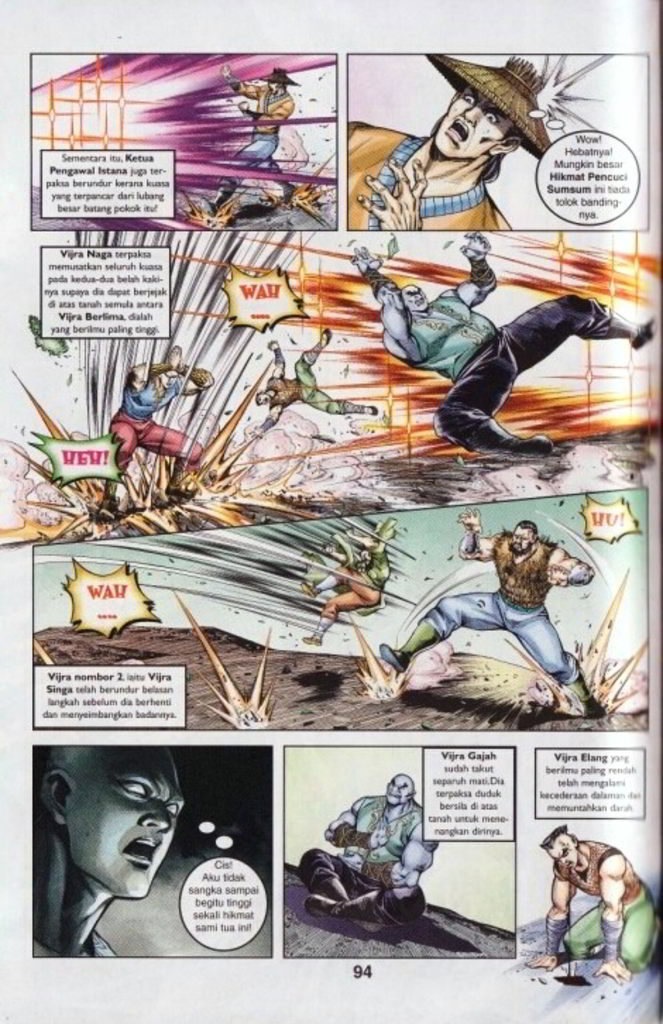 Sementara itu, Ketua
Pengawal Istana juga ter-
paksa berundur kerana kuasa
yang terpancar dari lubang
besar batang pokok itu!
Wow!
Hebatnya!
Mungkin besar
Hikmat Pencuci
Sumsum ini tiada
tolok banding-
nya.
Vijra Naga terpaksa
memusatkan seluruh kuasa
pada kedua-dua belah kaki-
nya supaya dia dapat berjejak
di atas tanah semula antara
Vijra Berlima, dialah
yang berilmu paling tinggi.
WAH
....
HEH!
HU!
WAH
....
Vijra nombor 2, iaitu Vijra
Singa telah berundur belasan
langkah sebelum dia berhenti
dan menyeimbangkan badannya.
Cis!
Aku tidak
sangka sampai
begitu tinggi
sekali hikmat
sami tua ini!
Vijra Gajah
sudah takut
separuh mati.Dia
terpaksa duduk
bersila di atas
tanah untuk mene-
nangkan dirinya.
Vijra Elang yang
berilmu paling rendah
telah mengalami
kecederaan dalaman dan
memuntahkan darah.
94